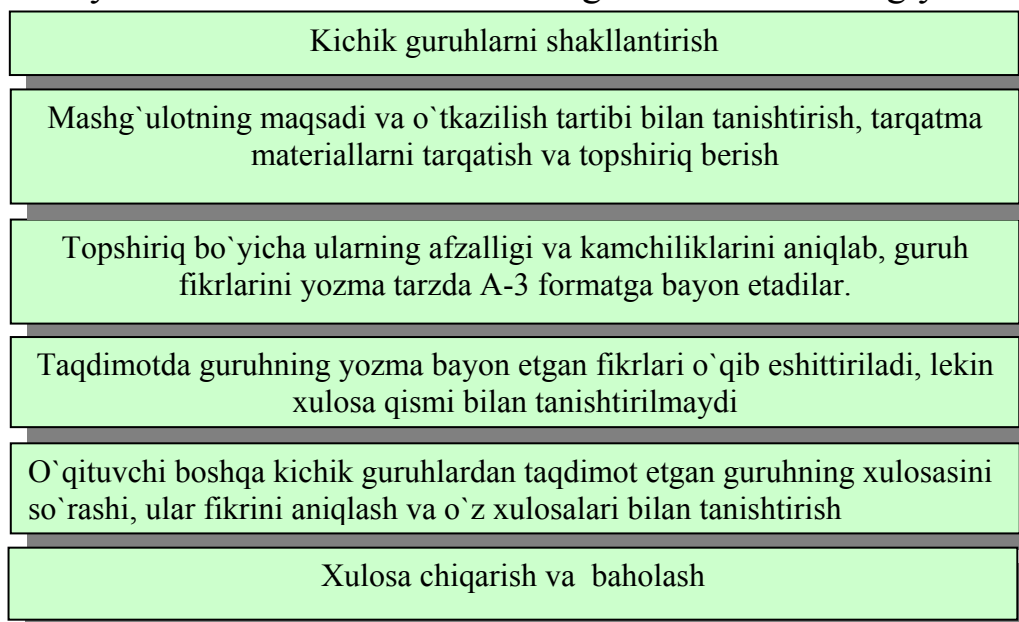 Kichik guruhlarni shakllantirish
Mashg`ulotning maqsadi va o`tkazilish tartibi bilan tanishtirish, tarqatma
materiallarni tarqatish va topshiriq berish
Topshiriq bo`yicha ularning afzalligi va kamchiliklarini aniqlab, guruh
fikrlarini yozma tarzda A-3 formatga bayon etadilar.
Taqdimotda guruhning yozma bayon etgan fikrlari o`qib eshittiriladi, lekin
xulosa qismi bilan tanishtirilmaydi
O`qituvchi boshqa kichik guruhlardan taqdimot etgan guruhning xulosasini
so`rashi, ular fikrini aniqlash va o`z xulosalari bilan tanishtirish
Xulosa chiqarish va  baholash